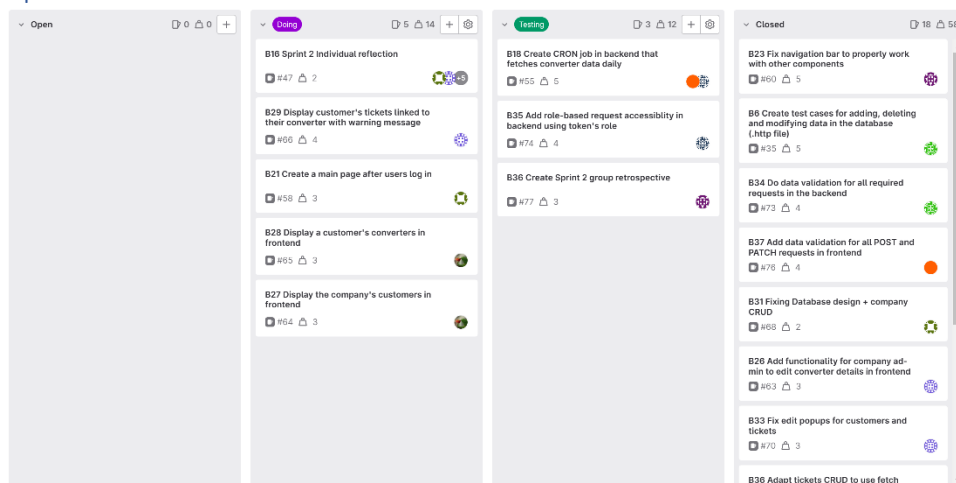 Open
0 0
Doing
5 14
B16 Sprint 2 Individual reflection
#47 2
+5
B29 Display customer's tickets linked to
their converter with warning message
#66 4
B21 Create a main page after users log in
#58 3
B28 Display a customer's converters in
frontend
#65 3
B27 Display the company's customers in
frontend
#64 3
Testing
3 12
B18 Create CRON job in backend that
fetches converter data daily
#55 5
B35 Add role-based request accessiblity in
backend using token's role
#74 4
B36 Create Sprint 2 group retrospective
#77 3
Closed
18 58
B23 Fix navigation bar to properly work
with other components
#60 5
B6 Create test cases for adding, deleting
and modifying data in the database
(.http file)
#35 5
B34 Do data validation for all required
requests in the backend
#73 4
B37 Add data validation for all POST and
PATCH requests in frontend
#76 4
B31 Fixing Database design + company
CRUD
#68 2
B26 Add functionality for company ad-
min to edit converter details in frontend
#63 3
B33 Fix edit popups for customers and
tickets
#70 3
B36 Adapt tickets CRUD to use fetch